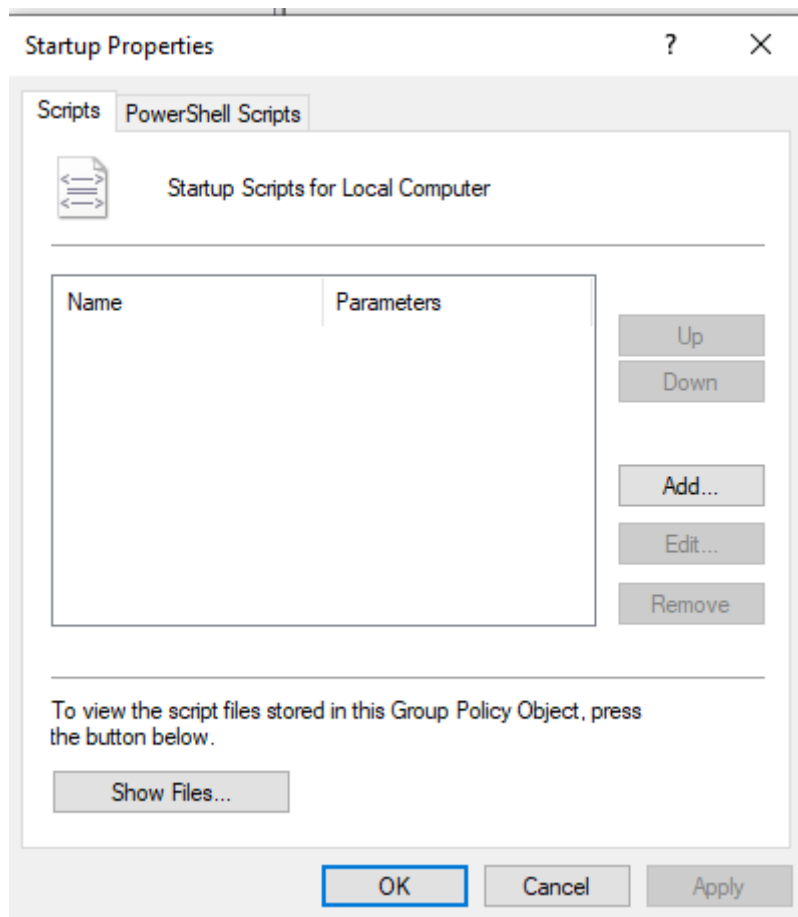 Startup Properties
?
Scripts
PowerShell Scripts
Startup Scripts for Local Computer
Name
Parameters
Up
Down
Add...
Edit...
Remove
To view the script files stored in this Group Policy Object, press
the button below.
Show Files...
OK
Cancel
Apply